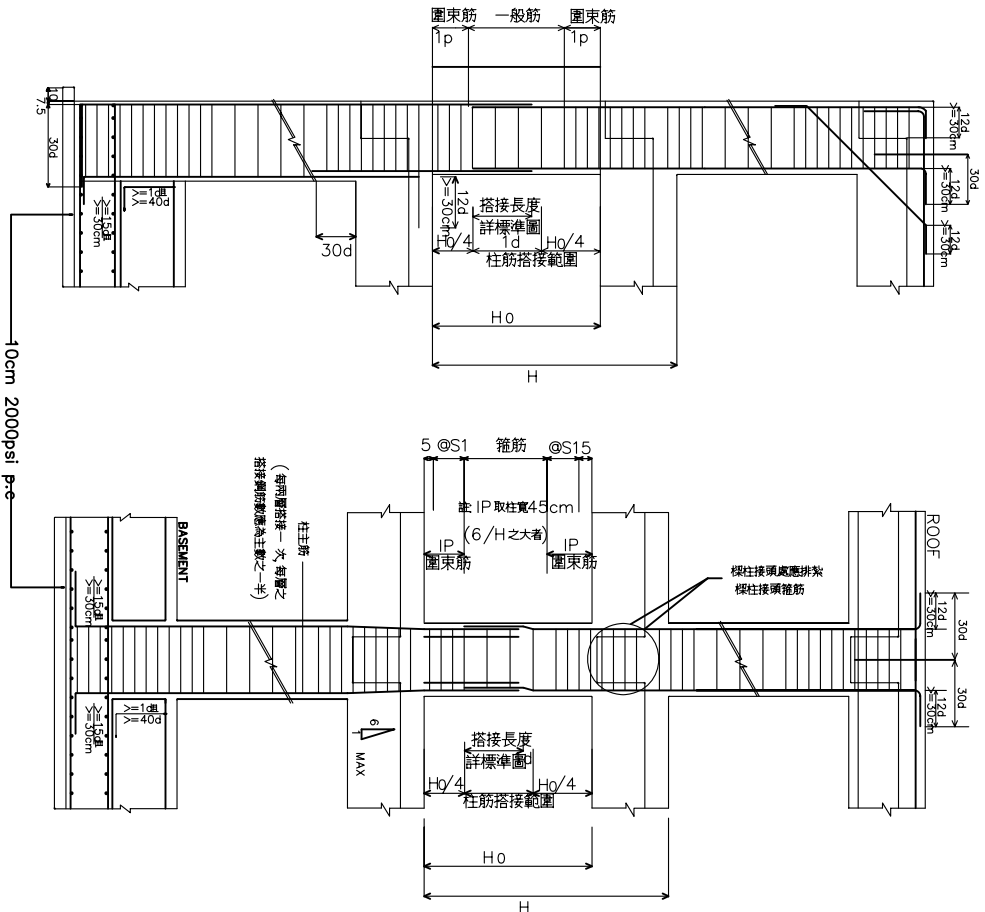 圍束筋 一般筋 圍束筋
1p 1p
10
7.5
30d
>=1d且
>=40d
>=15d且
>=30cm
30d
12d
>=30cm
搭接長度
詳標準圖
H0/4 1d H0/4
柱筋搭接範圍
12d
>=30cm
30d
12d
>=30cm
12d
>=30cm
H0
H
10cm 2000psi p.c
5 @S1 箍筋 @S15
註: IP 取柱寬45cm
(6/H之大者)
IP IP
圍束筋 圍束筋
柱主筋
(每兩層搭接一次,每層之
搭接鋼筋數應為主數之一半)
BASEMENT
ROOF
樑柱接頭處應排紮
樑柱接頭箍筋
>=15d且
>=30cm
12d
>=30cm
30d
30d
12d
>=30cm
>=15d且
>=30cm
>=1d且
>=40d
6
1
MAX
搭接長度
詳標準圖
d
H0/4 H0/4
柱筋搭接範圍
H0
H